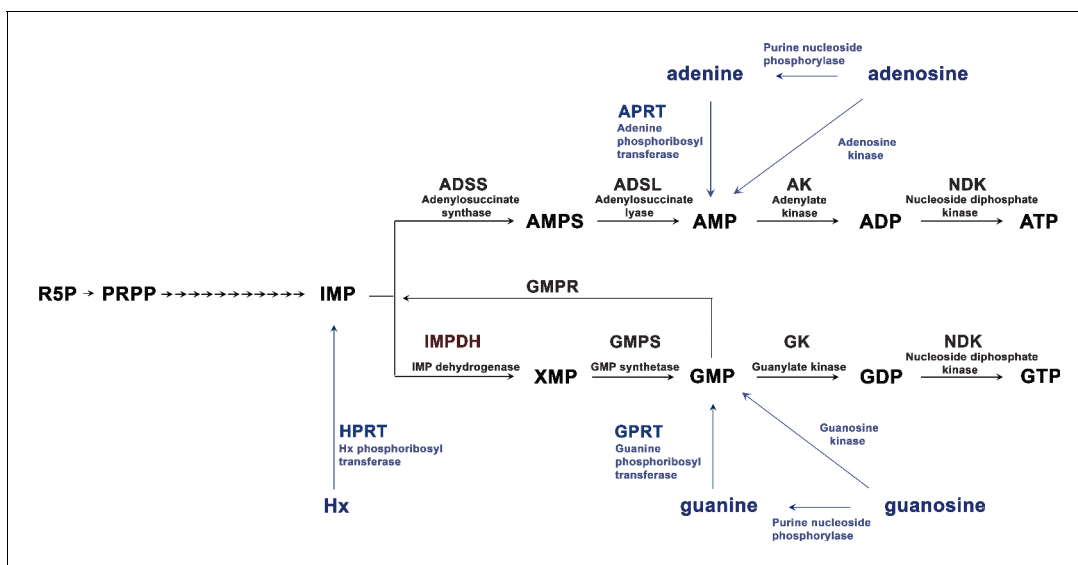 Purine nucleoside
phosphorylase
adenine
adenosine
APRT
Adenine
phosphoribosyl
transferase
Adenosine
kinase
ADSS
Adenylosuccinate
synthase
ADSL
Adenylosuccinate
lyase
AK
Adenylate
kinase
NDK
Nucleoside diphosphate
kinase
AMPS
AMP
ADP
ATP
R5P
PRPP
IMP
GMPR
IMPDH
IMP dehydrogenase
GMPS
GMP synthetase
GK
Guanylate kinase
NDK
Nucleoside diphosphate
kinase
XMP
GMP
GDP
GTP
HPRT
Hx phosphoribosyl
transferase
GPRT
Guanine
phosphoribosyl
transferase
Guanosine
kinase
Hx
guanine
guanosine
Purine nucleoside
phosphorylase